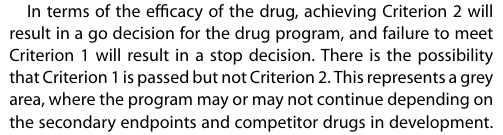 In terms of the efficacy of the drug, achieving Criterion 2 will
result in a go decision for the drug program, and failure to meet
Criterion 1 will result in a stop decision. There is the possibility
that Criterion 1 is passed but not Criterion 2. This represents a grey
area, where the program may or may not continue depending on
the secondary endpoints and competitor drugs in development.